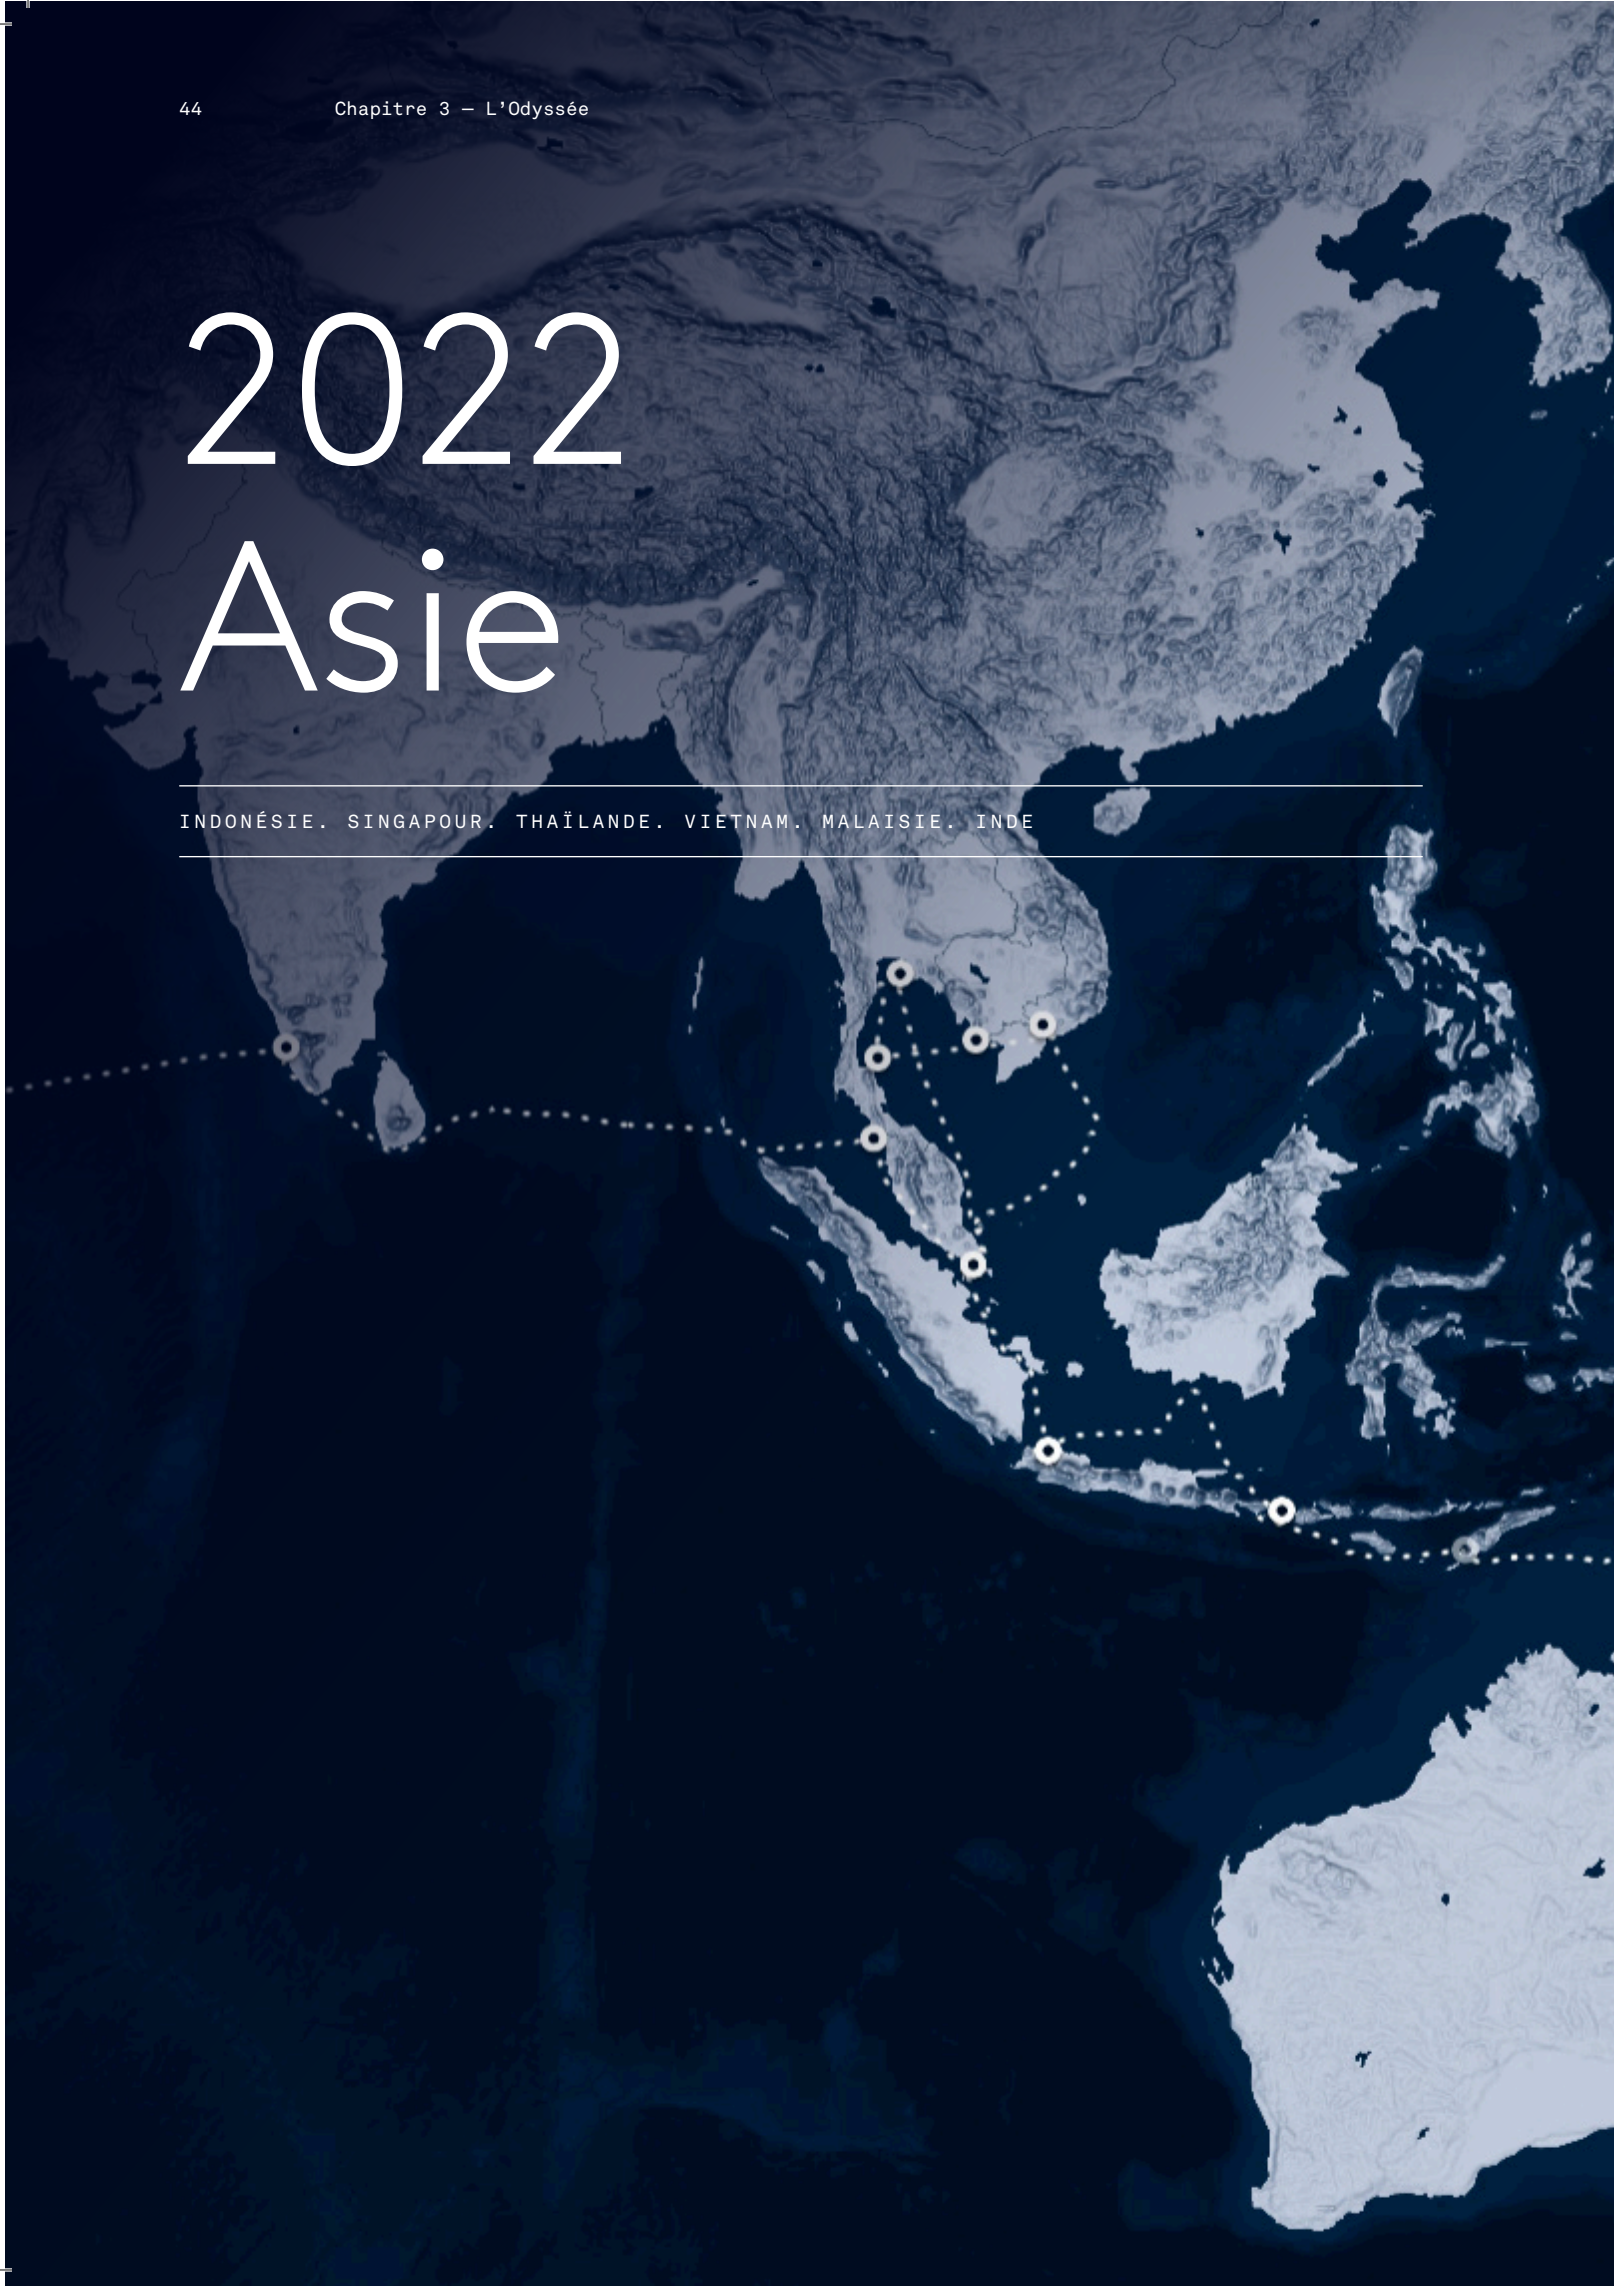 44 Chapitre 3 — L’Odyssée
2022
Asie
INDONÉSIE. SINGAPOUR. THAÏLANDE. VIETNAM. MALAISIE. INDE